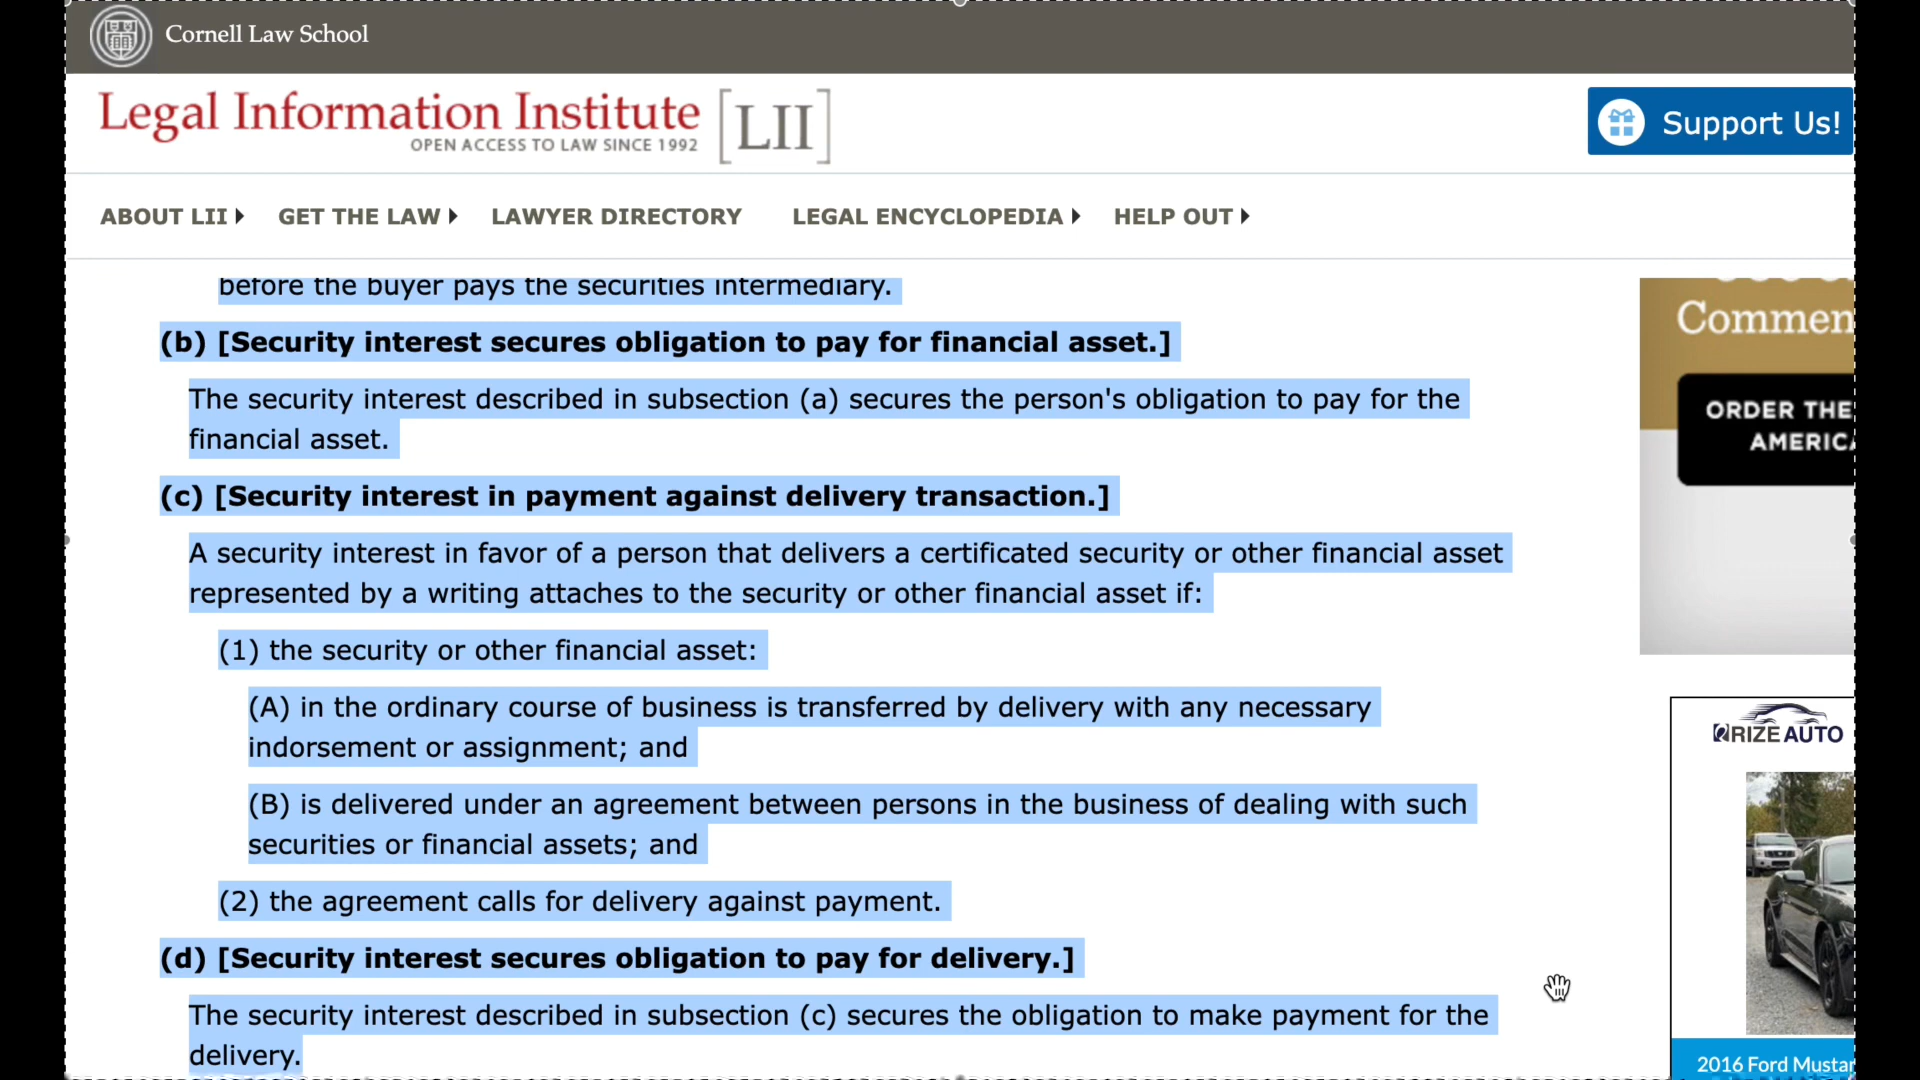 Cornell Law School
Legal Information Institute [LII]
OPEN ACCESS TO LAW SINCE 1992
Support Us!
ABOUT LII GET THE LAW LAWYER DIRECTORY LEGAL ENCYCLOPEDIA HELP OUT
before the buyer pays the securities intermediary.
(b) [Security interest secures obligation to pay for financial asset.]
The security interest described in subsection (a) secures the person's obligation to pay for the
financial asset.
(c) [Security interest in payment against delivery transaction.]
A security interest in favor of a person that delivers a certificated security or other financial asset
represented by a writing attaches to the security or other financial asset if:
(1) the security or other financial asset:
(A) in the ordinary course of business is transferred by delivery with any necessary
indorsement or assignment; and
(B) is delivered under an agreement between persons in the business of dealing with such
securities or financial assets; and
(2) the agreement calls for delivery against payment.
(d) [Security interest secures obligation to pay for delivery.]
The security interest described in subsection (c) secures the obligation to make payment for the
delivery.
Commen
ORDER THE
AMERICA
RIZE AUTO
2016 Ford Mustar